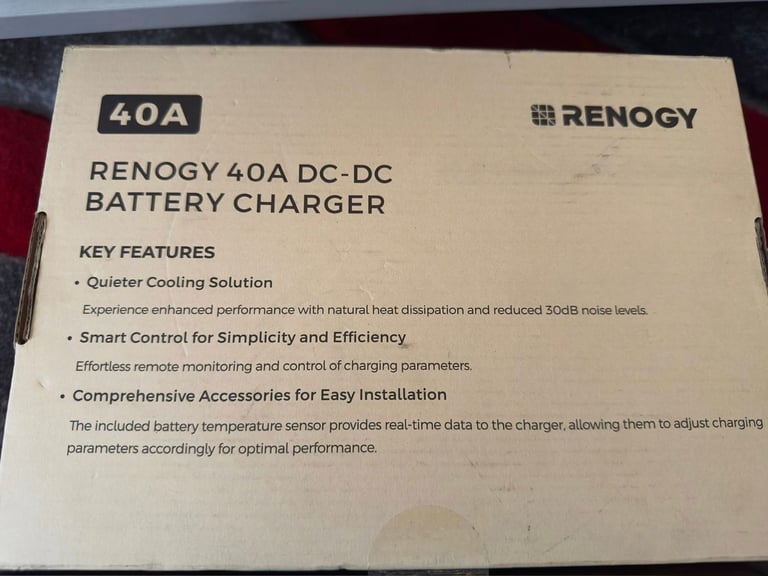 40A
RENOGY
RENOGY 40A DC-DC
BATTERY CHARGER
KEY FEATURES
• Quieter Cooling Solution
Experience enhanced performance with natural heat dissipation and reduced 30dB noise levels.
• Smart Control for Simplicity and Efficiency
Effortless remote monitoring and control of charging parameters.
• Comprehensive Accessories for Easy Installation
The included battery temperature sensor provides real-time data to the charger, allowing them to adjust charging
parameters accordingly for optimal performance.